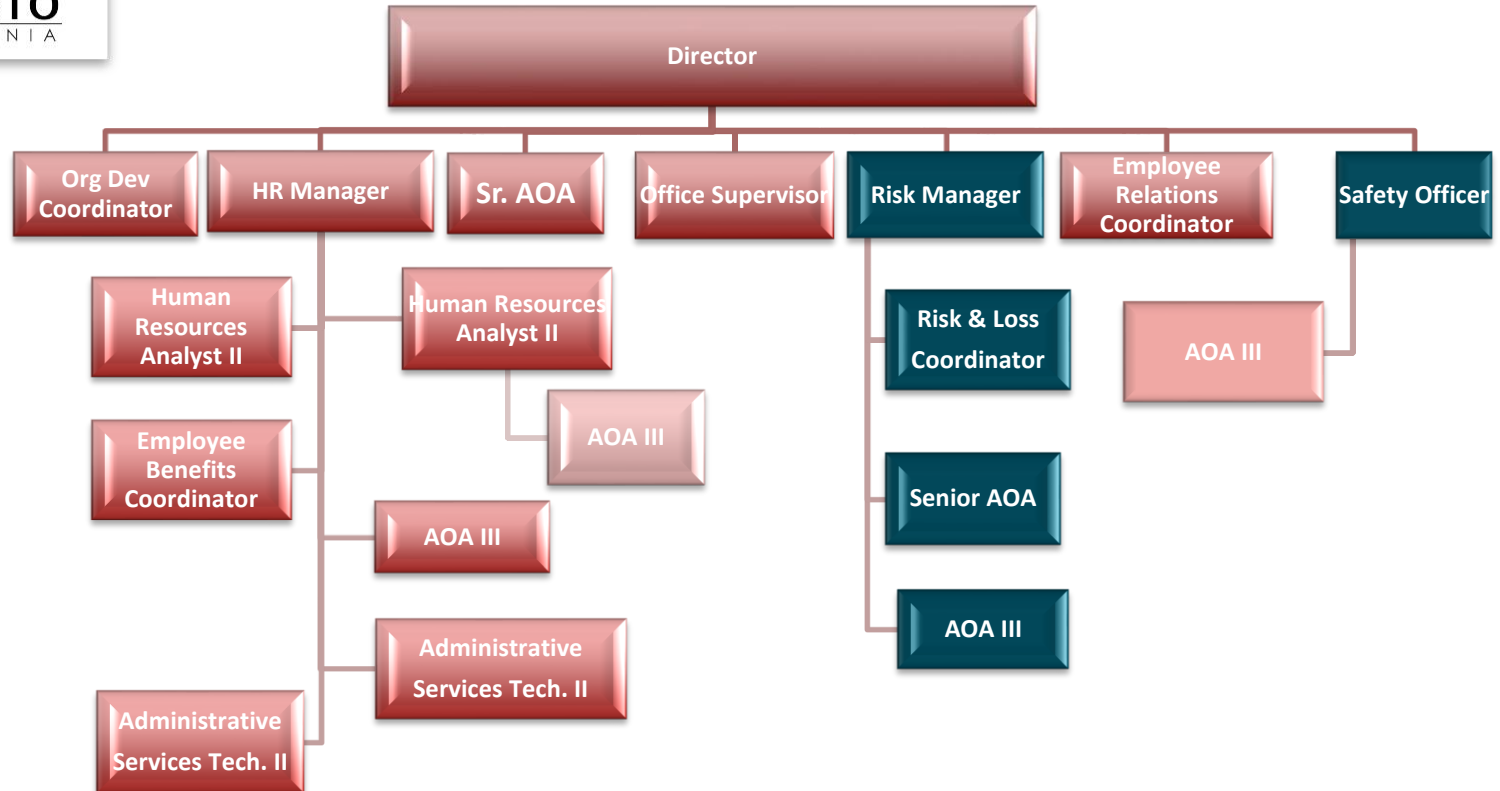 NIA
Director
Org Dev
Coordinator
HR Manager
Sr. AOA
Office Supervisor
Risk Manager
Employee
Relations
Coordinator
Safety Officer
Human
Resources
Analyst II
Human Resources
Analyst II
Risk & Loss
Coordinator
AOA III
AOA III
Employee
Benefits
Coordinator
Senior AOA
AOA III
AOA III
Administrative
Services Tech. II
Administrative
Services Tech. II